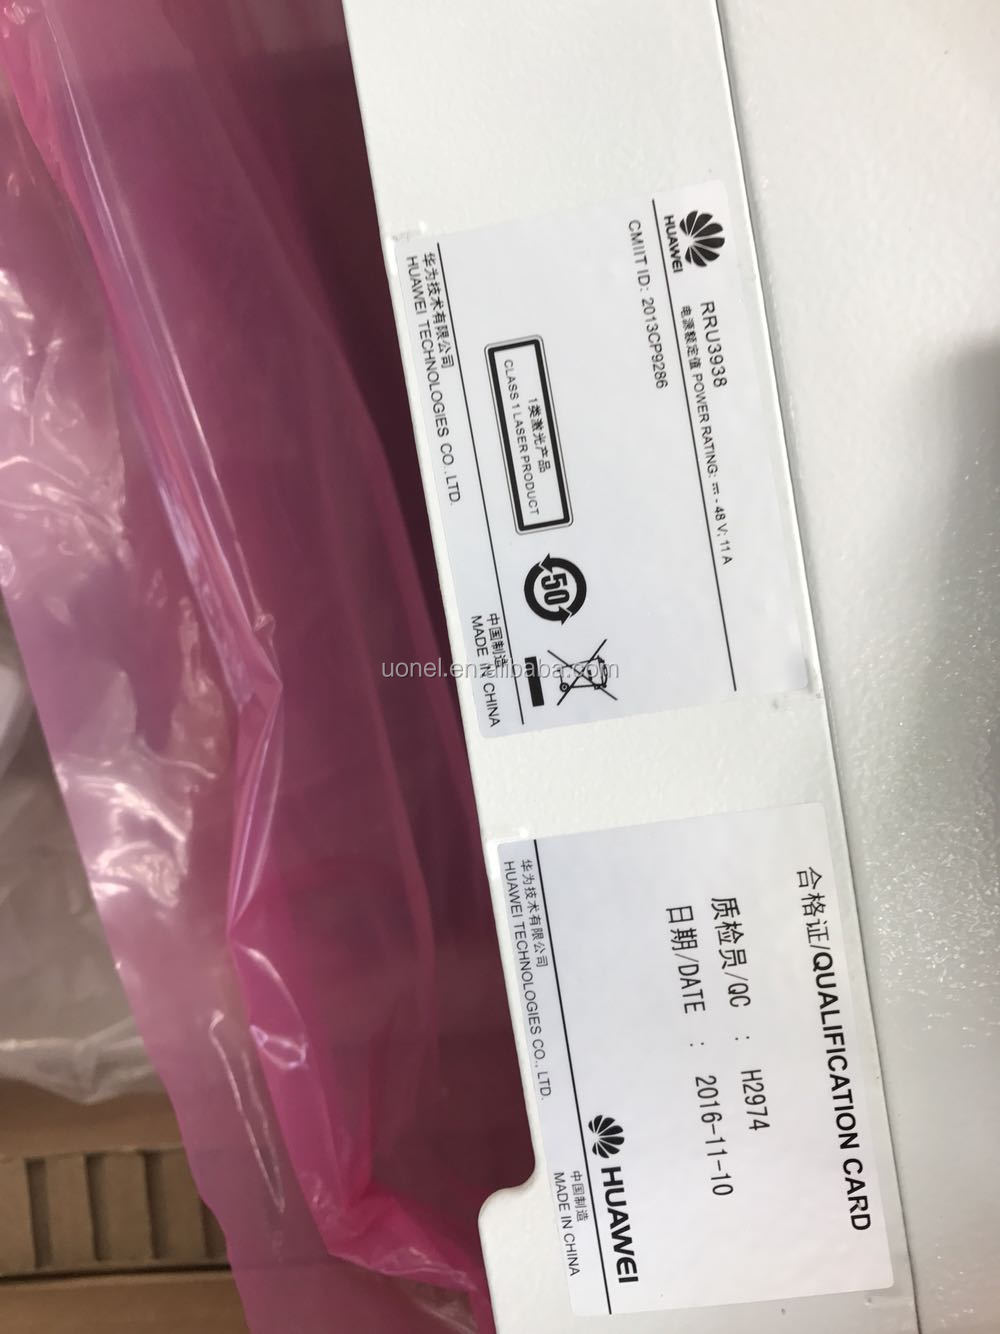 HUAWEI
RRU3938
电源额定值 POWER RATING: ⎓ - 48 V; 11 A
CMIIT ID: 2013CP9286
1类激光产品
CLASS 1 LASER PRODUCT
50
华为技术有限公司
HUAWEI TECHNOLOGIES CO.,LTD.
中国制造
MADE IN CHINA
uonel.en.alibaba.com
合格证/QUALIFICATION CARD
质检员/QC : H2974
日期/DATE : 2016-11-10
HUAWEI
华为技术有限公司
HUAWEI TECHNOLOGIES CO., LTD.
中国制造
MADE IN CHINA